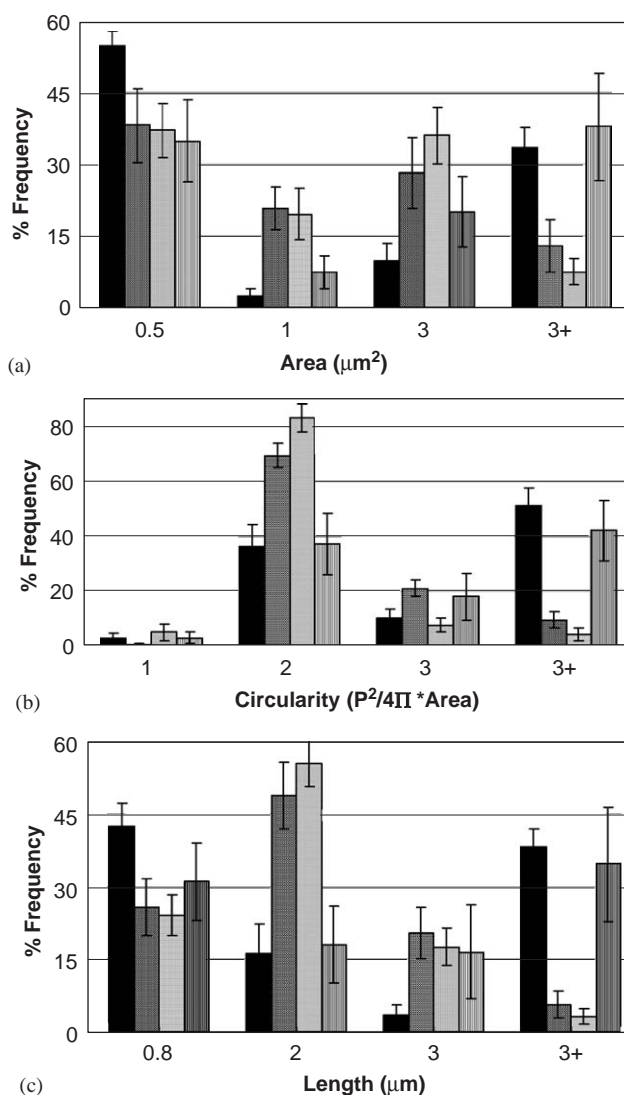 60
45
30
15
0
% Frequency
0.5 1 3 3+
(a)
Area (μm²)
80
60
40
20
0
% Frequency
1 2 3 3+
(b)
Circularity (P²/4Π *Area)
60
45
30
15
0
% Frequency
0.8 2 3 3+
(c)
Length (μm)